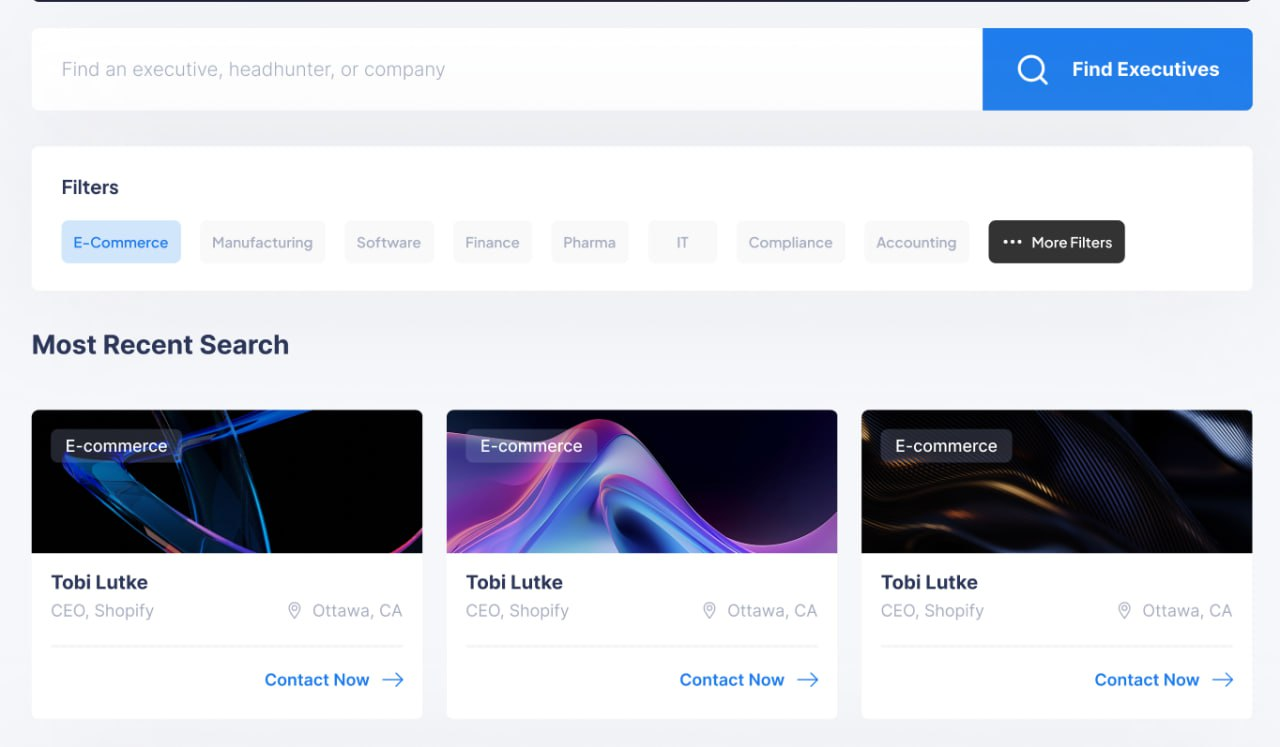 Find an executive, headhunter, or company
Find Executives
Filters
E-Commerce Manufacturing Software Finance Pharma IT Compliance Accounting ••• More Filters
Most Recent Search
E-commerce E-commerce E-commerce
Tobi Lutke Tobi Lutke Tobi Lutke
CEO, Shopify Ottawa, CA CEO, Shopify Ottawa, CA CEO, Shopify Ottawa, CA
Contact Now Contact Now Contact Now